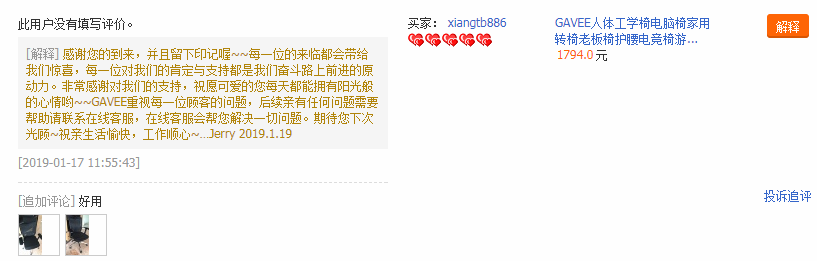 此用户没有填写评价。
[解释] 感谢您的到来，并且留下印记喔~~每一位的来临都会带给
我们惊喜，每一位对我们的肯定与支持都是我们奋斗路上前进的原
动力。非常感谢对我们的支持，祝愿可爱的您每天都能拥有阳光般
的心情哟~~GAVEE重视每一位顾客的问题，后续亲有任何问题需要
帮助请联系在线客服，在线客服会帮您解决一切问题。期待您下次
光顾~祝亲生活愉快，工作顺心~...Jerry 2019.1.19
[2019-01-17 11:55:43]
[追加评论] 好用
买家： xiangtb886
GAVEE人体工学椅电脑椅家用
转椅老板椅护腰电竞椅游...
1794.0元
解释
投诉追评